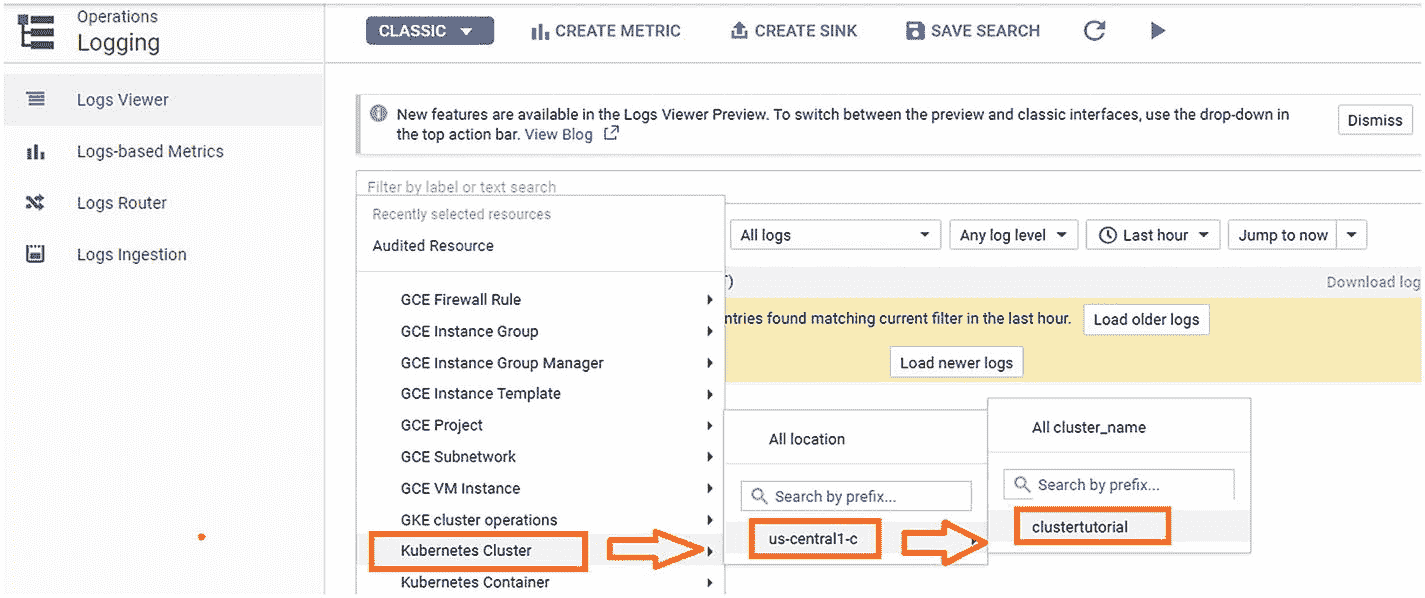 Operations
Logging
CLASSIC
CREATE METRIC
CREATE SINK
SAVE SEARCH
Logs Viewer
Logs-based Metrics
Logs Router
Logs Ingestion
New features are available in the Logs Viewer Preview. To switch between the preview and classic interfaces, use the drop-down in
the top action bar. View Blog
Dismiss
Filter by label or text search
Recently selected resources
Audited Resource
All logs
Any log level
Last hour
Jump to now
Download log
ntries found matching current filter in the last hour.
Load older logs
Load newer logs
GCE Firewall Rule
GCE Instance Group
GCE Instance Group Manager
GCE Instance Template
GCE Project
GCE Subnetwork
GCE VM Instance
GKE cluster operations
Kubernetes Cluster
Kubernetes Container
All location
Search by prefix...
us-central1-c
All cluster_name
Search by prefix...
clustertutorial